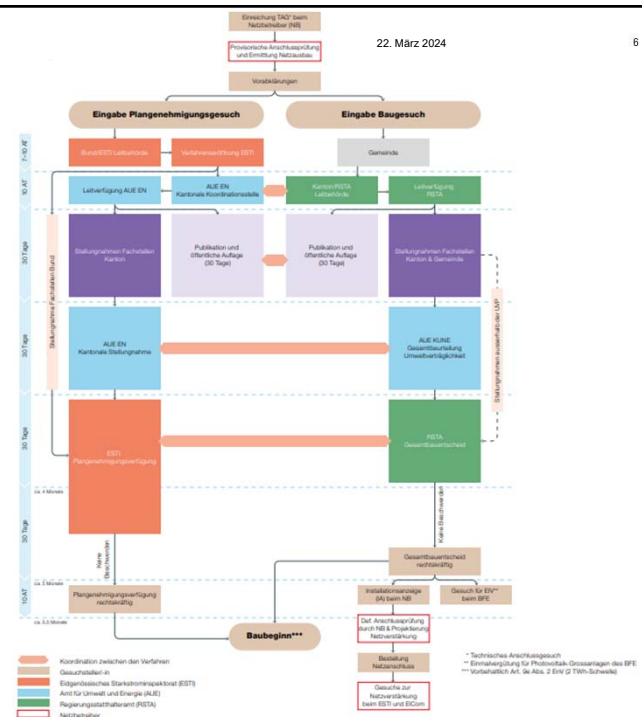 22. März 2024
6
Einreichung TAG* beim
Netzbetreiber (NB)
Provisorische Anschlussprüfung
und Ermittlung Netzausbau
Vorabklärungen
Eingabe Plangenehmigungsgesuch
Eingabe Baugesuch
7–10 AT
Bund/ESTI Leitbehörde
Verfahrenseröffnung ESTI
Gemeinde
10 AT
Leitverfügung AUE EN
AUE EN
Kantonale Koordinationsstelle
Kanton/RSTA
Leitbehörde
Leitverfügung
RSTA
30 Tage
Stellungnahme Fachstellen Bund
Stellungnahmen Fachstellen
Kanton
Publikation und
öffentliche Auflage
(30 Tage)
Publikation und
öffentliche Auflage
(30 Tage)
Stellungnahmen Fachstellen
Kanton & Gemeinde
Stellungnahmen ausserhalb der UVP
30 Tage
AUE EN
Kantonale Stellungnahme
AUE KUNE
Gesamtbeurteilung
Umweltverträglichkeit
30 Tage
ESTI
Plangenehmigungsverfügung
RSTA
Gesamtbauentscheid
ca. 4 Monate
30 Tage
Keine
Beschwerden
Keine Beschwerden
Gesamtbauentscheid
rechtskräftig
ca. 5 Monate
10 AT
Plangenehmigungsverfügung
rechtskräftig
Installationsanzeige
(IA) beim NB
Gesuch für EIV**
beim BFE
ca. 5,5 Monate
Baubeginn***
Def. Anschlussprüfung
durch NB & Projektierung
Netzverstärkung
Bestellung
Netzanschluss
Gesuche zur
Netzverstärkung
beim ESTI und ElCom
Koordination zwischen den Verfahren
Gesuchsteller/-in
Eidgenössisches Starkstrominspektorat (ESTI)
Amt für Umwelt und Energie (AUE)
Regierungsstatthalteramt (RSTA)
Netzbetreiber
* Technisches Anschlussgesuch
** Einmalvergütung für Photovoltaik-Grossanlagen des BFE
*** Vorbehältlich Art. 9e Abs. 2 EnV (2 TWh-Schwelle)